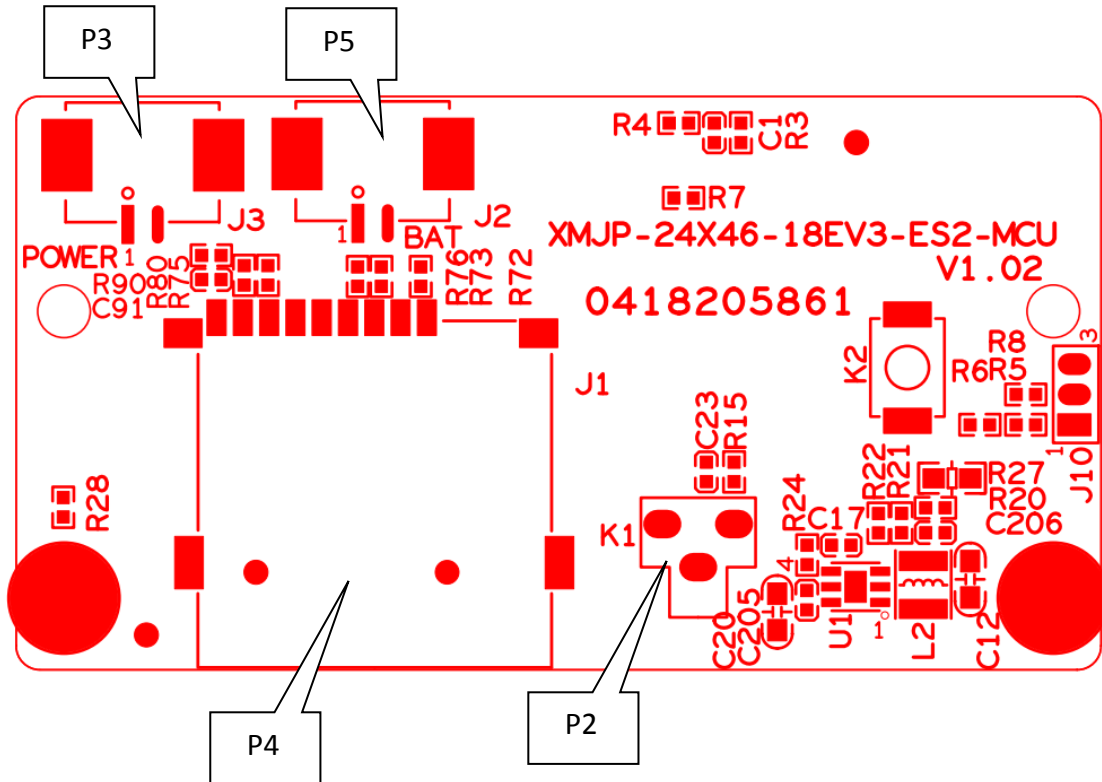 P3
P5
R4
C1
R3
R7
J3
J2
POWER
1
1
BAT
R90
C91
R80
R75
R76
R73
R72
XMJP-24X46-18EV3-ES2-MCU
V1.02
0418205861
J1
K2
R8
R6
R5
3
1
J10
C23
R15
R28
K1
R24
C17
R22
R21
R27
R20
C206
4
C20
C205
U1
1
L2
C12
P4
P2